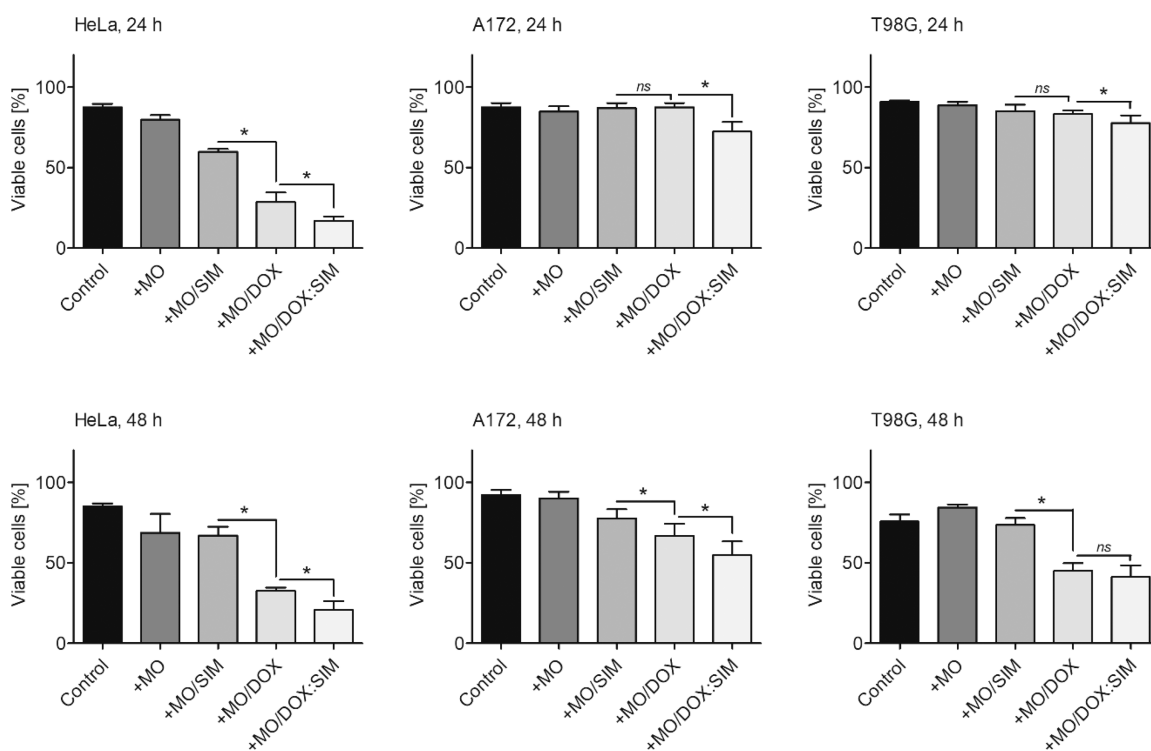 HeLa, 24 h
Viable cells [%]
100
50
0
*
*
Control
+MO
+MO/SIM
+MO/DOX
+MO/DOX:SIM
A172, 24 h
Viable cells [%]
100
50
0
ns
*
Control
+MO
+MO/SIM
+MO/DOX
+MO/DOX:SIM
T98G, 24 h
Viable cells [%]
100
50
0
ns
*
Control
+MO
+MO/SIM
+MO/DOX
+MO/DOX:SIM
HeLa, 48 h
Viable cells [%]
100
50
0
*
*
Control
+MO
+MO/SIM
+MO/DOX
+MO/DOX:SIM
A172, 48 h
Viable cells [%]
100
50
0
*
*
Control
+MO
+MO/SIM
+MO/DOX
+MO/DOX:SIM
T98G, 48 h
Viable cells [%]
100
50
0
*
ns
Control
+MO
+MO/SIM
+MO/DOX
+MO/DOX:SIM